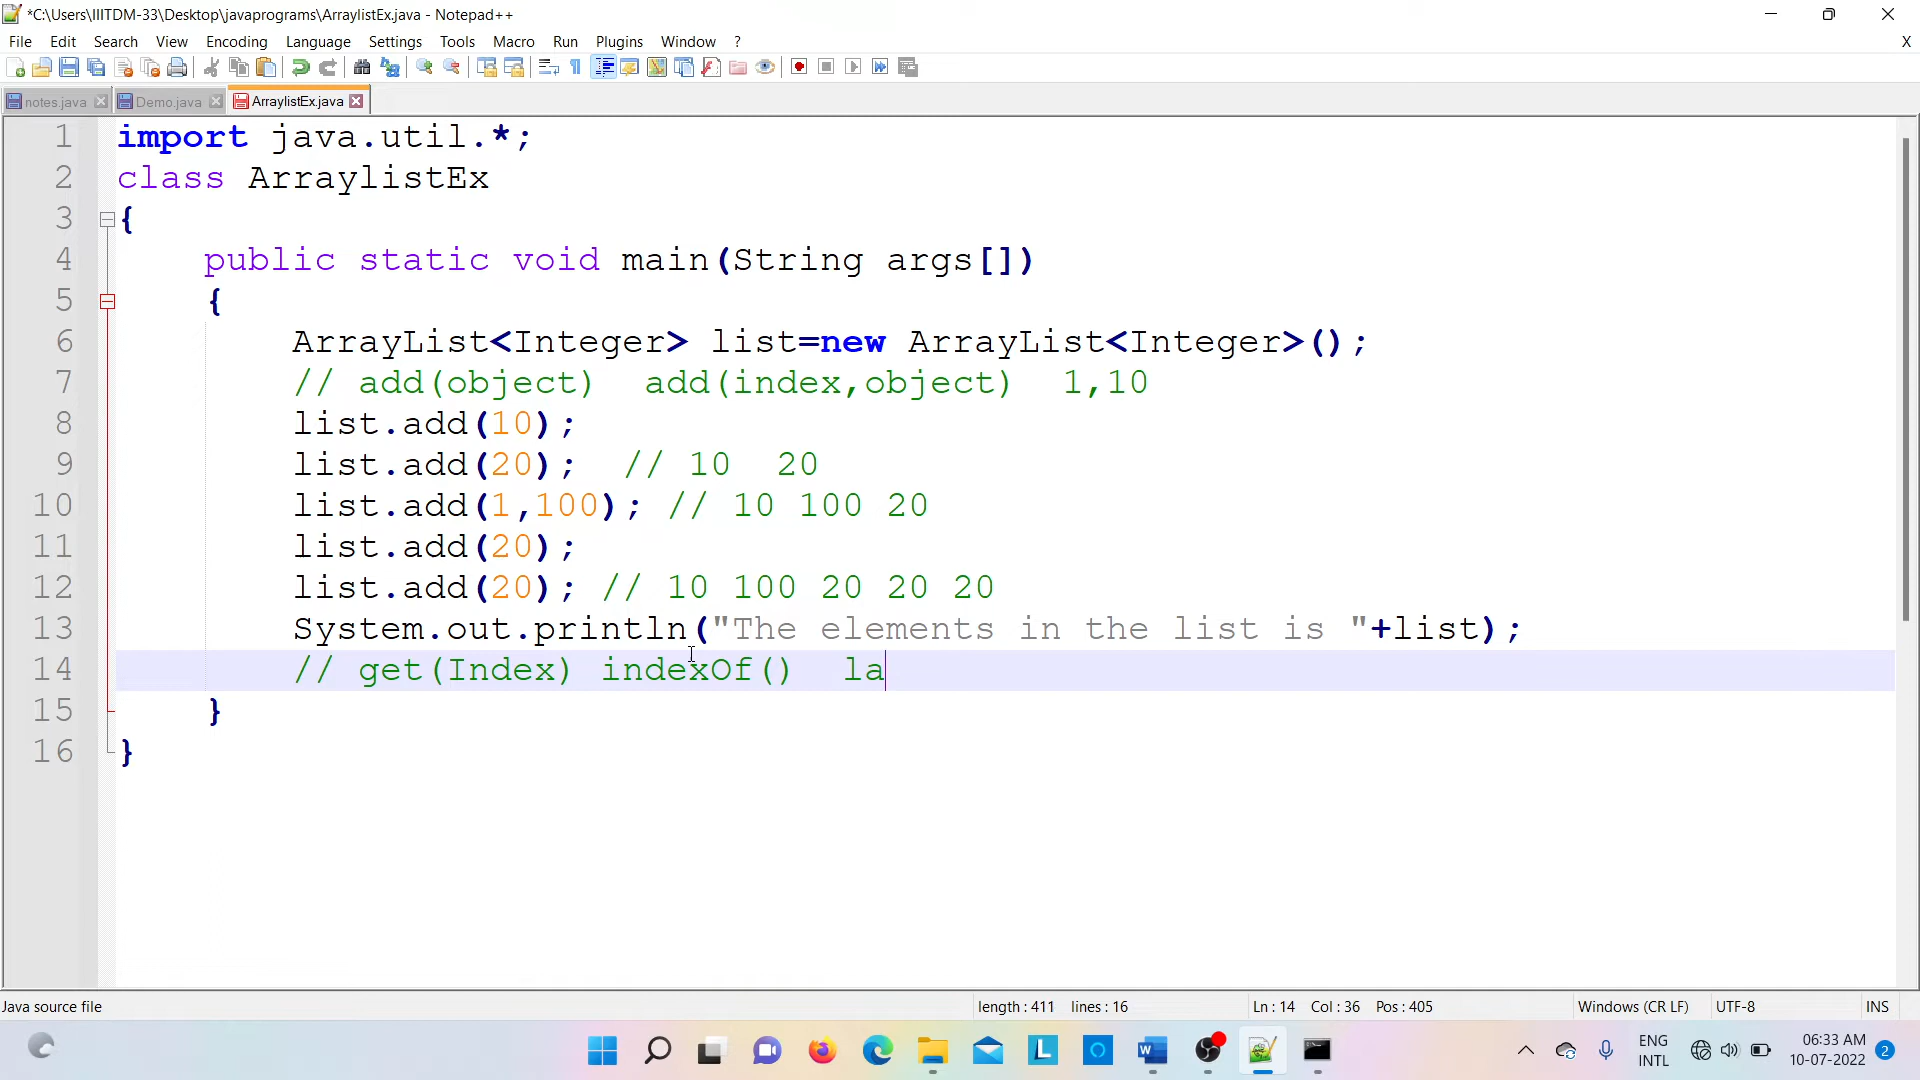 *C:\Users\IIITDM-33\Desktop\javaprograms\ArraylistEx.java - Notepad++
File Edit Search View Encoding Language Settings Tools Macro Run Plugins Window ? X
notes.java Demo.java ArraylistEx.java
1 import java.util.*;
2 class ArraylistEx
3 {
4 public static void main(String args[])
5 {
6 ArrayList<Integer> list=new ArrayList<Integer>();
7 // add(object) add(index,object) 1,10
8 list.add(10);
9 list.add(20); // 10 20
10 list.add(1,100); // 10 100 20
11 list.add(20);
12 list.add(20); // 10 100 20 20 20
13 System.out.println("The elements in the list is "+list);
14 // get(Index) indexOf() la
15 }
16 }
Java source file length : 411 lines : 16 Ln : 14 Col : 36 Pos : 405 Windows (CR LF) UTF-8 INS
ENG 06:33 AM
INTL 10-07-2022 2